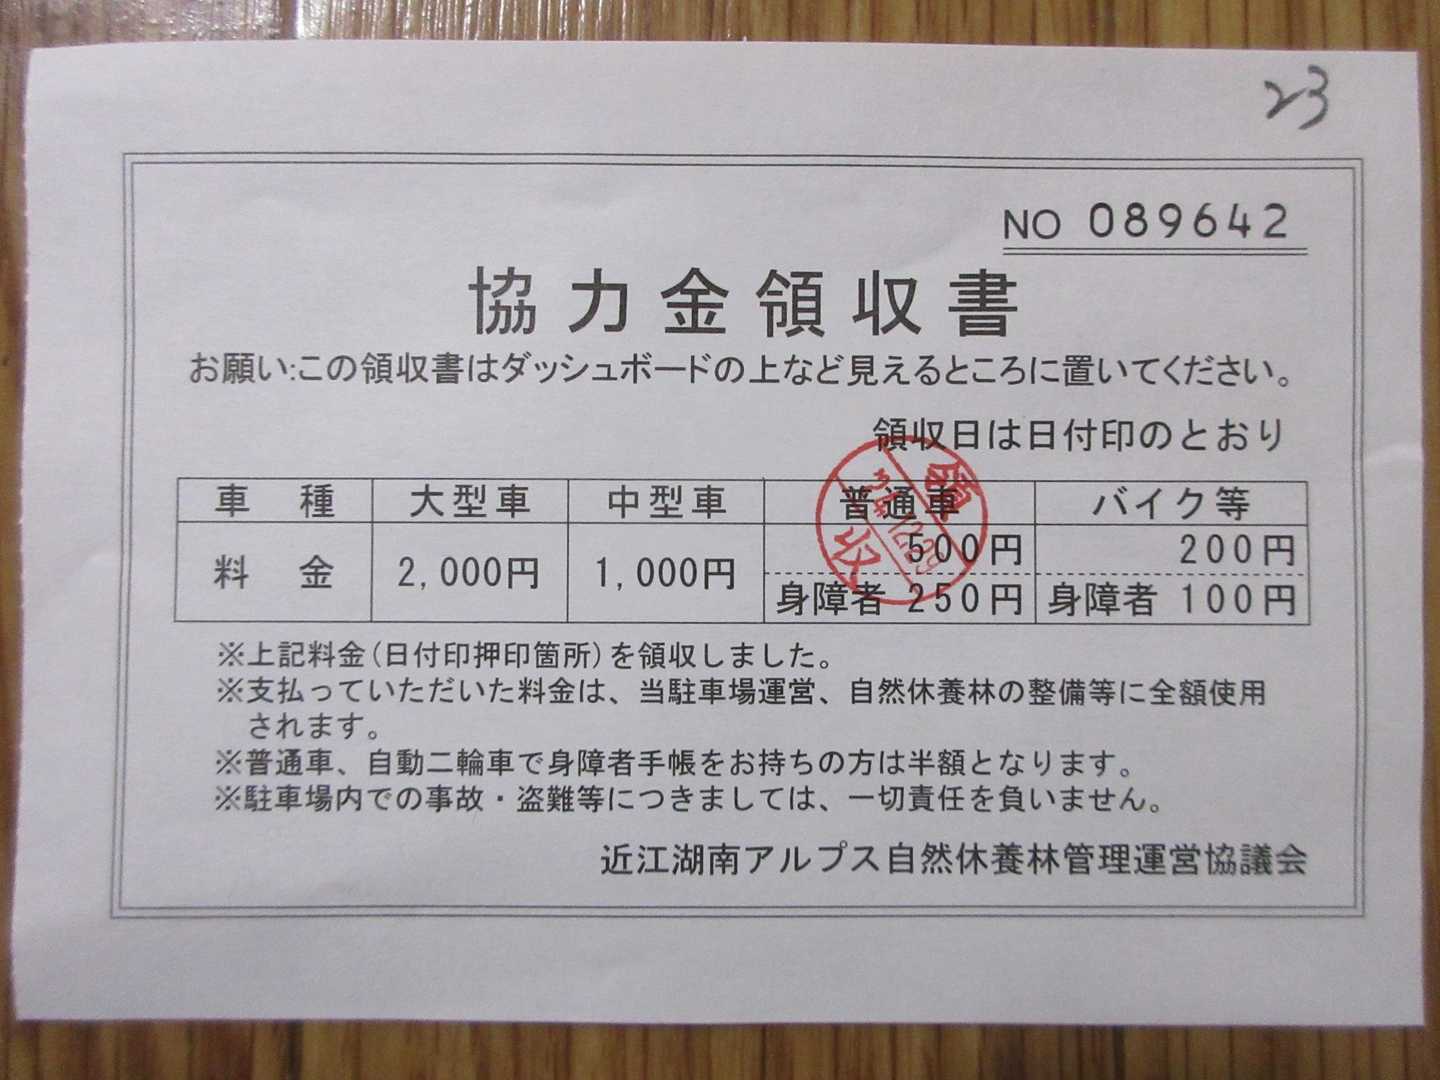 23
NO 089642
協力金領収書
お願い:この領収書はダッシュボードの上など見えるところに置いてください。
領収日は日付印のとおり
車 種 大型車 中型車 普通車 バイク等
料 金 2,000円 1,000円 500円 200円
身障者 250円 身障者 100円
領収
※上記料金(日付印押印箇所)を領収しました。
※支払っていただいた料金は、当駐車場運営、自然休養林の整備等に全額使用
されます。
※普通車、自動二輪車で身障者手帳をお持ちの方は半額となります。
※駐車場内での事故・盗難等につきましては、一切責任を負いません。
近江湖南アルプス自然休養林管理運営協議会